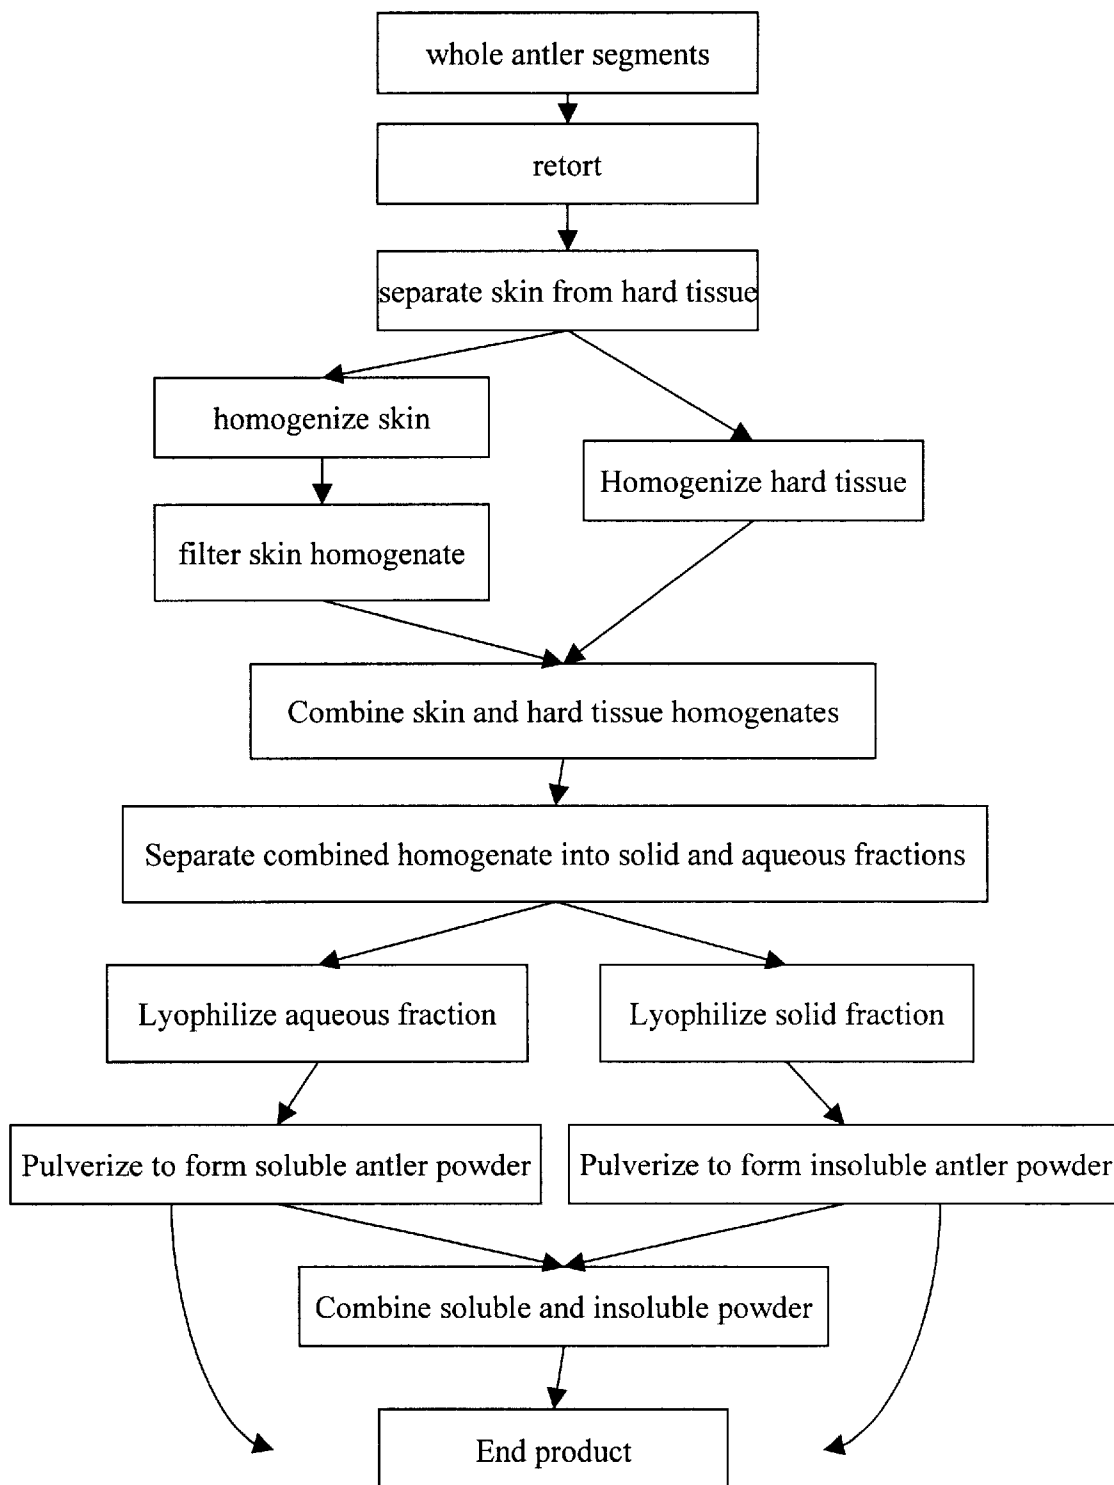 whole antler segments
retort
separate skin from hard tissue
homogenize skin
Homogenize hard tissue
filter skin homogenate
Combine skin and hard tissue homogenates
Separate combined homogenate into solid and aqueous fractions
Lyophilize aqueous fraction
Lyophilize solid fraction
Pulverize to form soluble antler powder
Pulverize to form insoluble antler powder
Combine soluble and insoluble powder
End product